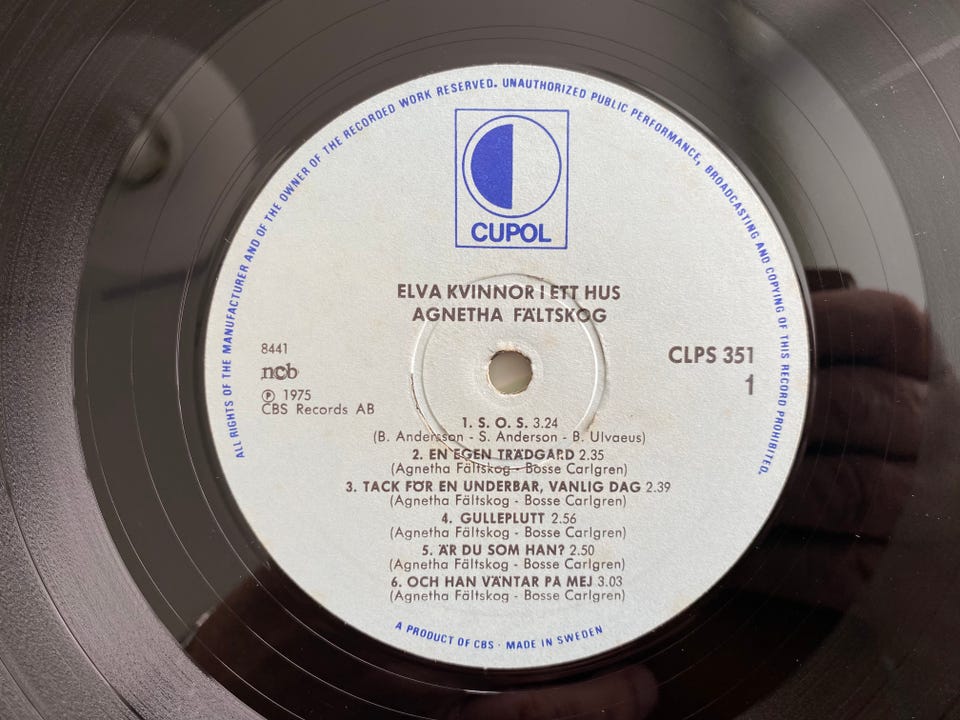 ALL RIGHTS OF THE MANUFACTURER AND OF THE OWNER OF THE RECORDED WORK RESERVED. UNAUTHORIZED PUBLIC PERFORMANCE, BROADCASTING AND COPYING OF THIS RECORD PROHIBITED.
CUPOL
ELVA KVINNOR I ETT HUS
AGNETHA FÄLTSKOG
8441
ncb
Ⓟ 1975
CBS Records AB
CLPS 351
1
1. S. O. S. 3.24
(B. Andersson - S. Anderson - B. Ulvaeus)
2. EN EGEN TRÄDGÅRD 2.35
(Agnetha Fältskog - Bosse Carlgren)
3. TACK FÖR EN UNDERBAR, VANLIG DAG 2.39
(Agnetha Fältskog - Bosse Carlgren)
4. GULLEPLUTT 2.56
(Agnetha Fältskog - Bosse Carlgren)
5. ÄR DU SOM HAN? 2.50
(Agnetha Fältskog - Bosse Carlgren)
6. OCH HAN VÄNTAR PÅ MEJ 3.03
(Agnetha Fältskog - Bosse Carlgren)
A PRODUCT OF CBS · MADE IN SWEDEN